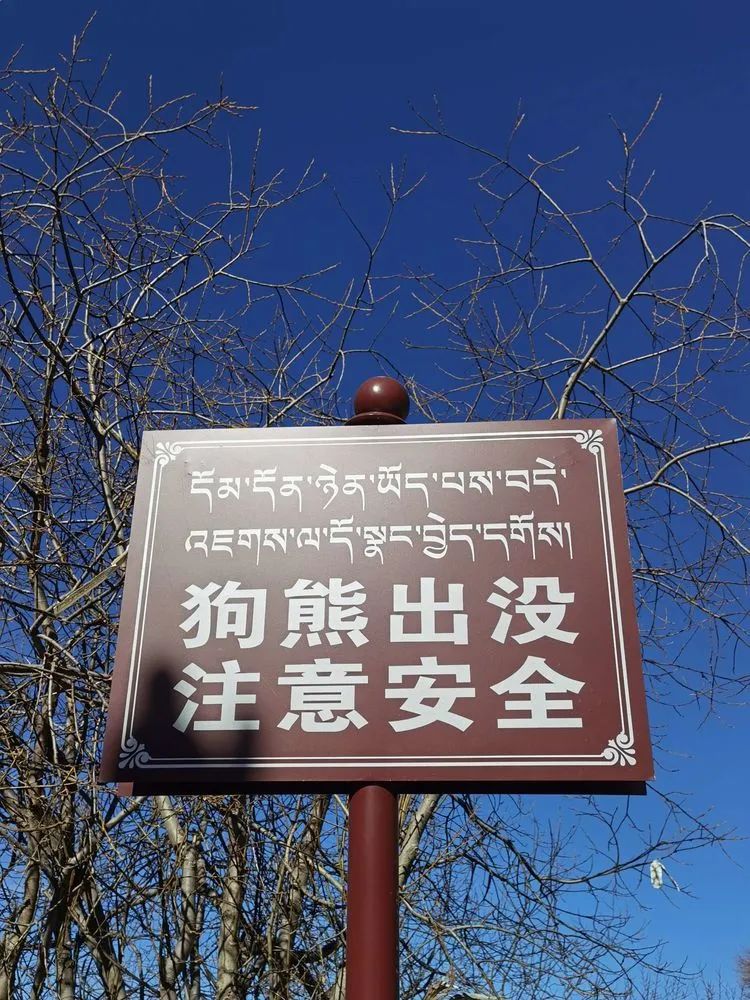 དོམ་དོན་ཉེན་ཡོད་པས་བདེ་
འཇགས་ལ་དོ་སྣང་བྱེད་དགོས།
狗熊出没
注意安全